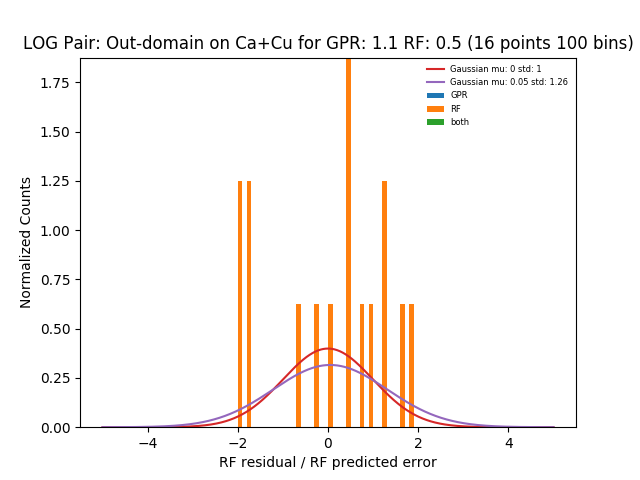 LOG Pair: Out-domain on Ca+Cu for GPR: 1.1 RF: 0.5 (16 points 100 bins)
Gaussian mu: 0 std: 1
Gaussian mu: 0.05 std: 1.26
GPR
RF
both
Normalized Counts
1.75
1.50
1.25
1.00
0.75
0.50
0.25
0.00
−4 −2 0 2 4
RF residual / RF predicted error